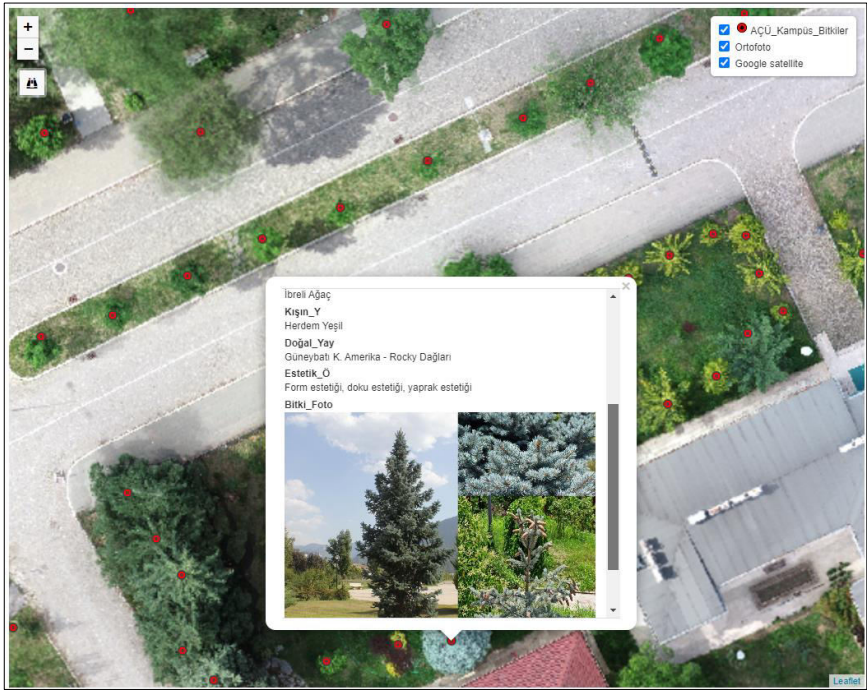 +
−
AÇÜ_Kampüs_Bitkiler
Ortofoto
Google satellite
×
İbreli Ağaç
Kışın_Y
Herdem Yeşil
Doğal_Yay
Güneybatı K. Amerika - Rocky Dağları
Estetik_Ö
Form estetiği, doku estetiği, yaprak estetiği
Bitki_Foto
Leaflet